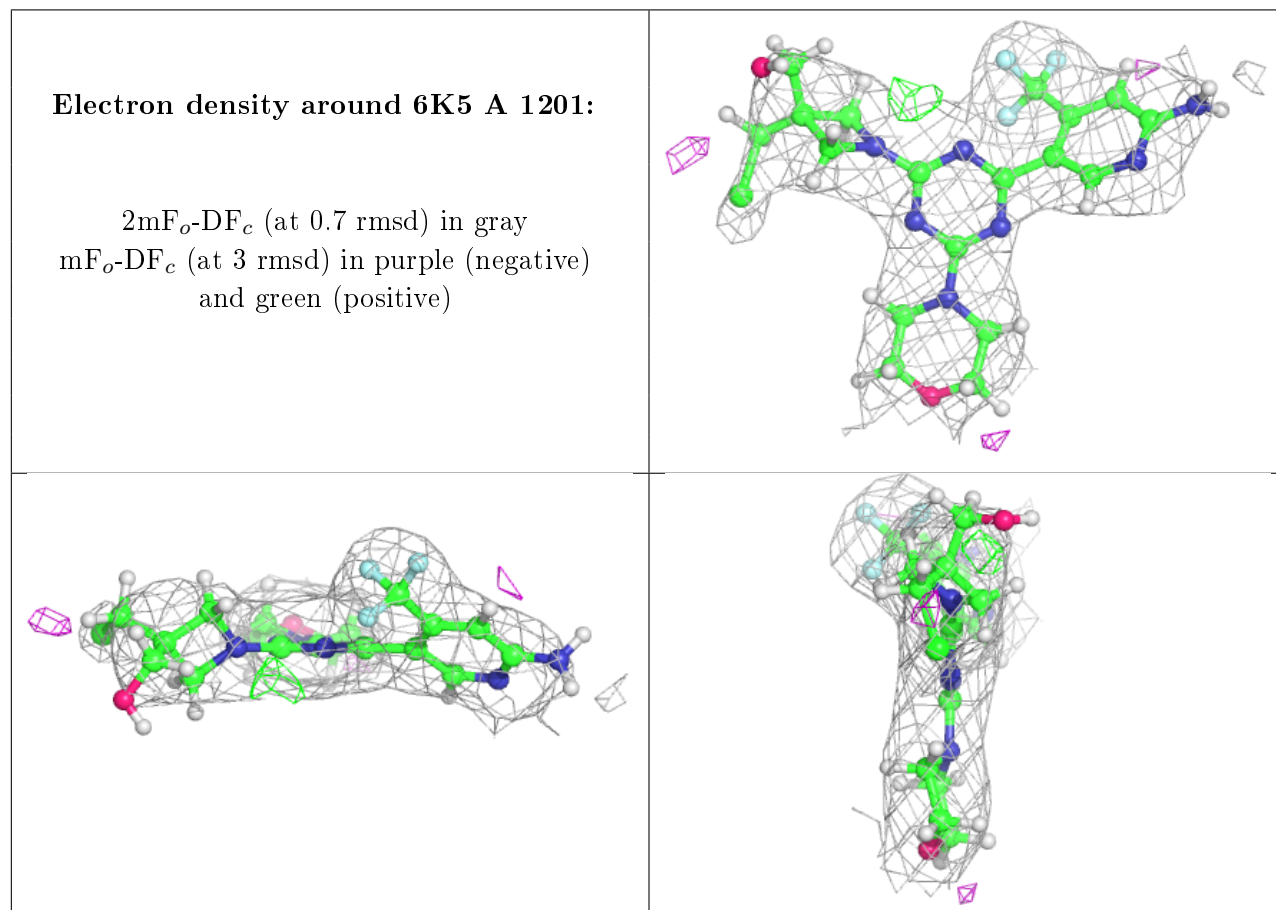 Electron density around 6K5 A 1201:
2mFo-DFc (at 0.7 rmsd) in gray
mFo-DFc (at 3 rmsd) in purple (negative)
and green (positive)